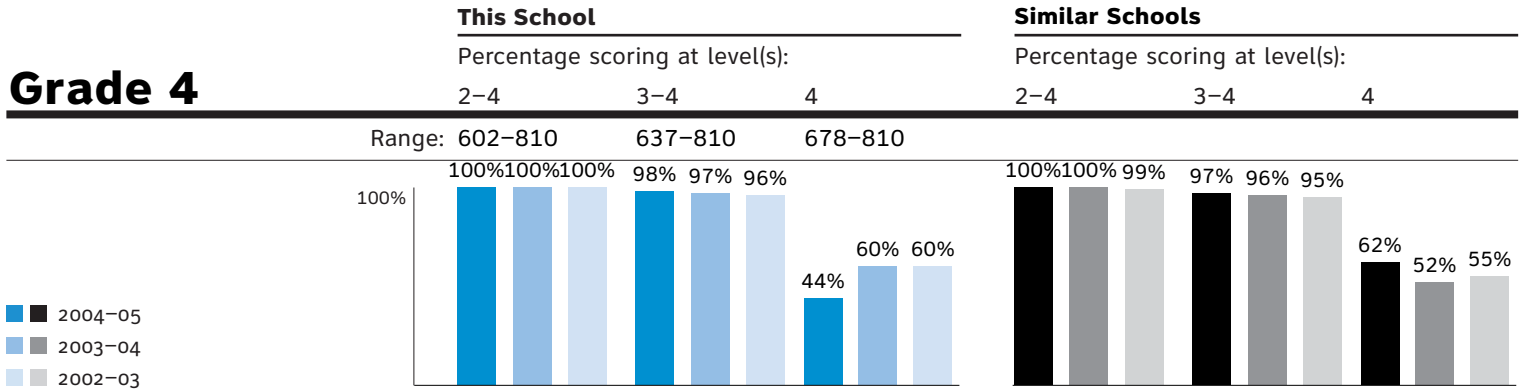 This School Similar Schools
Percentage scoring at level(s): Percentage scoring at level(s):
Grade 4 2–4 3–4 4 2–4 3–4 4
Range: 602–810 637–810 678–810
100% 100% 100% 98% 97% 96% 100% 100% 99% 97% 96% 95%
100%
44% 60% 60% 62% 52% 55%
2004–05
2003–04
2002–03